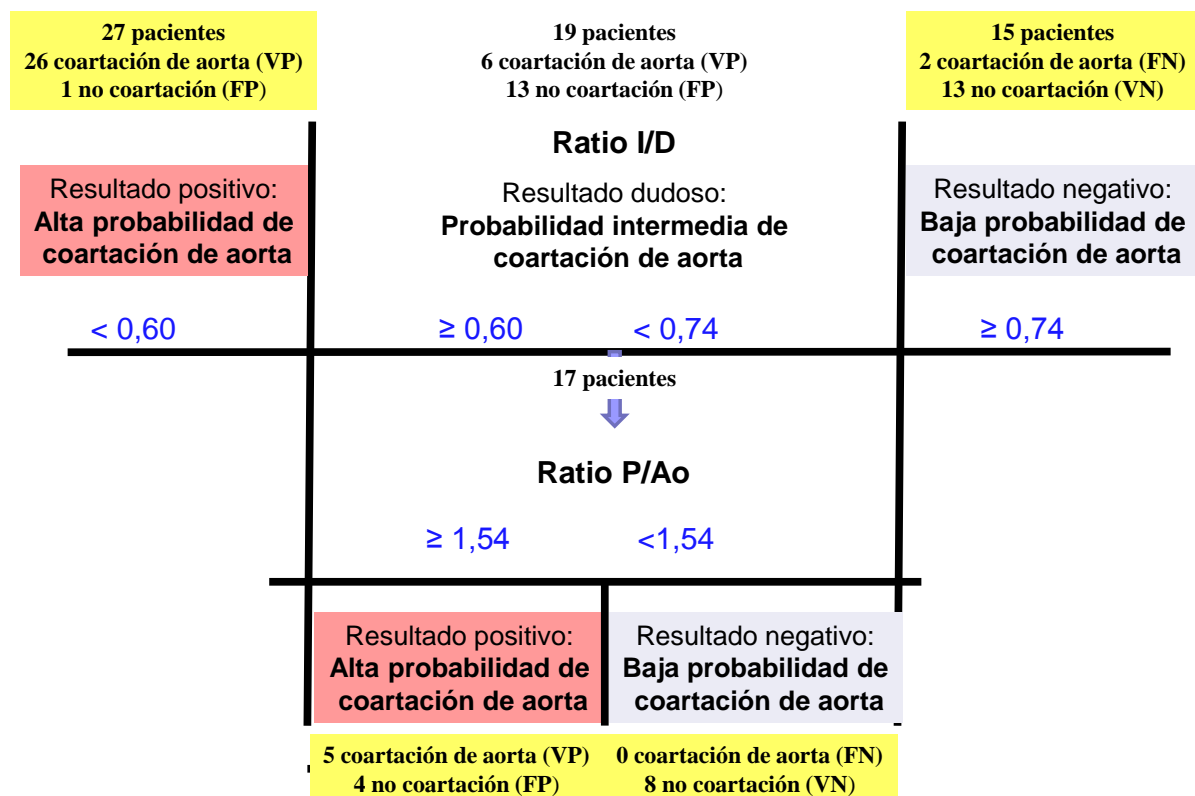 27 pacientes
26 coartación de aorta (VP)
1 no coartación (FP)
19 pacientes
6 coartación de aorta (VP)
13 no coartación (FP)
15 pacientes
2 coartación de aorta (FN)
13 no coartación (VN)
Ratio I/D
Resultado positivo:
Alta probabilidad de
coartación de aorta
Resultado dudoso:
Probabilidad intermedia de
coartación de aorta
Resultado negativo:
Baja probabilidad de
coartación de aorta
< 0,60
≥ 0,60 < 0,74
≥ 0,74
17 pacientes
Ratio P/Ao
≥ 1,54 <1,54
Resultado positivo:
Alta probabilidad de
coartación de aorta
Resultado negativo:
Baja probabilidad de
coartación de aorta
5 coartación de aorta (VP)
4 no coartación (FP)
0 coartación de aorta (FN)
8 no coartación (VN)